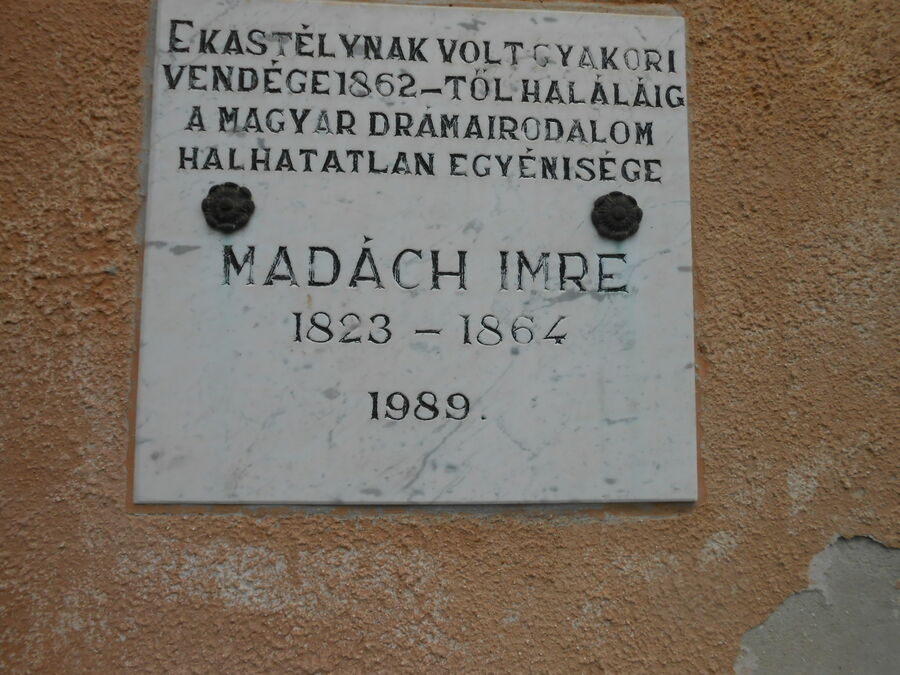 E KASTÉLYNAK VOLT GYAKORI
VENDÉGE 1862-TŐL HALÁLÁIG
A MAGYAR DRÁMAIRODALOM
HALHATATLAN EGYÉNISÉGE
MADÁCH IMRE
1823 - 1864
1989.